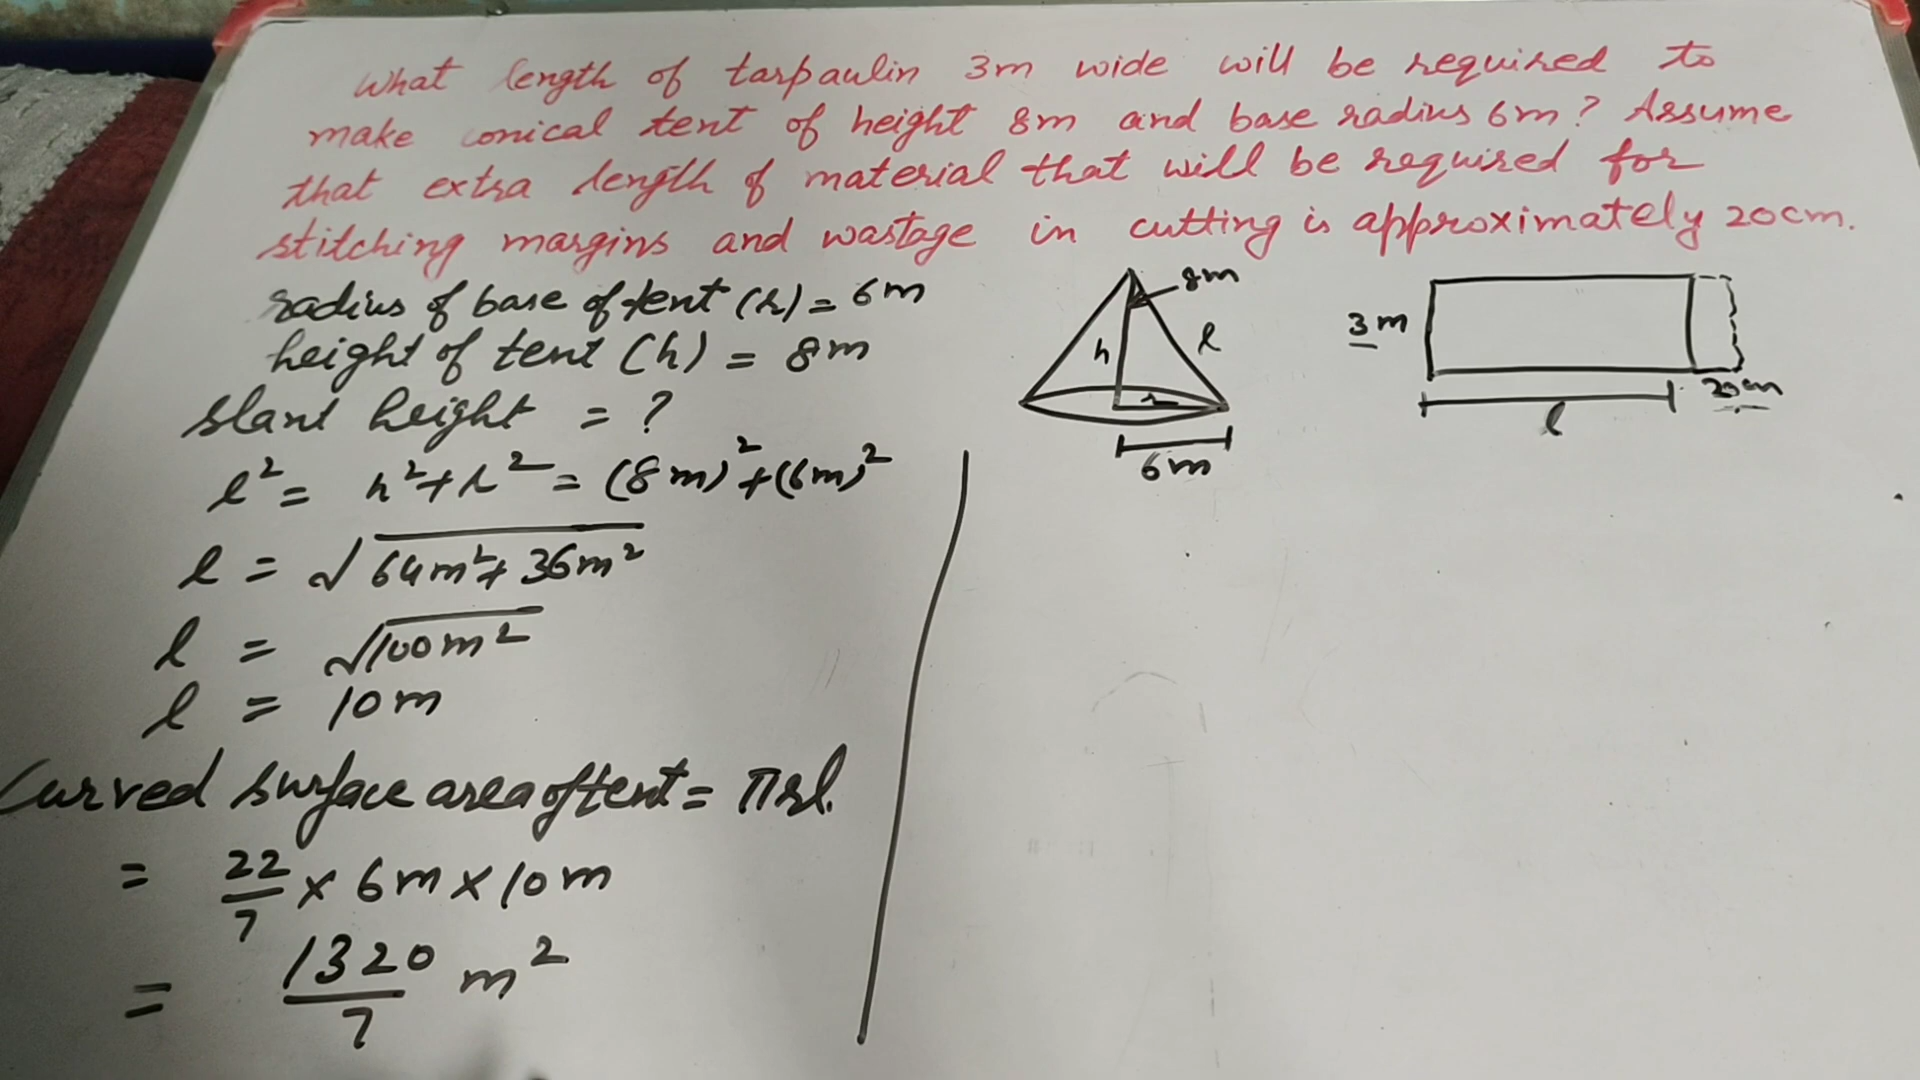 What length of tarpaulin 3m wide will be required to
make conical tent of height 8m and base radius 6m? Assume
that extra length of material that will be required for
stitching margins and wastage in cutting is approximately 20cm.
radius of base of tent (r) = 6m
height of tent (h) = 8m
slant height = ?
l² = h²+r² = (8m)²+(6m)²
l = √64m²+36m²
l = √100m²
l = 10m
Curved surface area of tent = πrl.
= 22/7 × 6m × 10m
= 1320/7 m²
8m
h
l
r
6m
3m
20cm
l